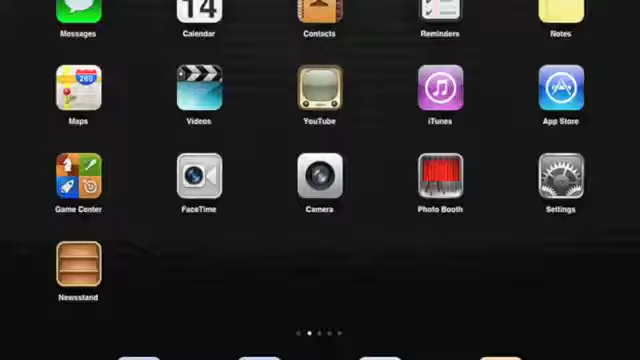 14
Messages Calendar Contacts Reminders Notes
280
Maps Videos YouTube iTunes App Store
Game Center FaceTime Camera Photo Booth Settings
Newsstand